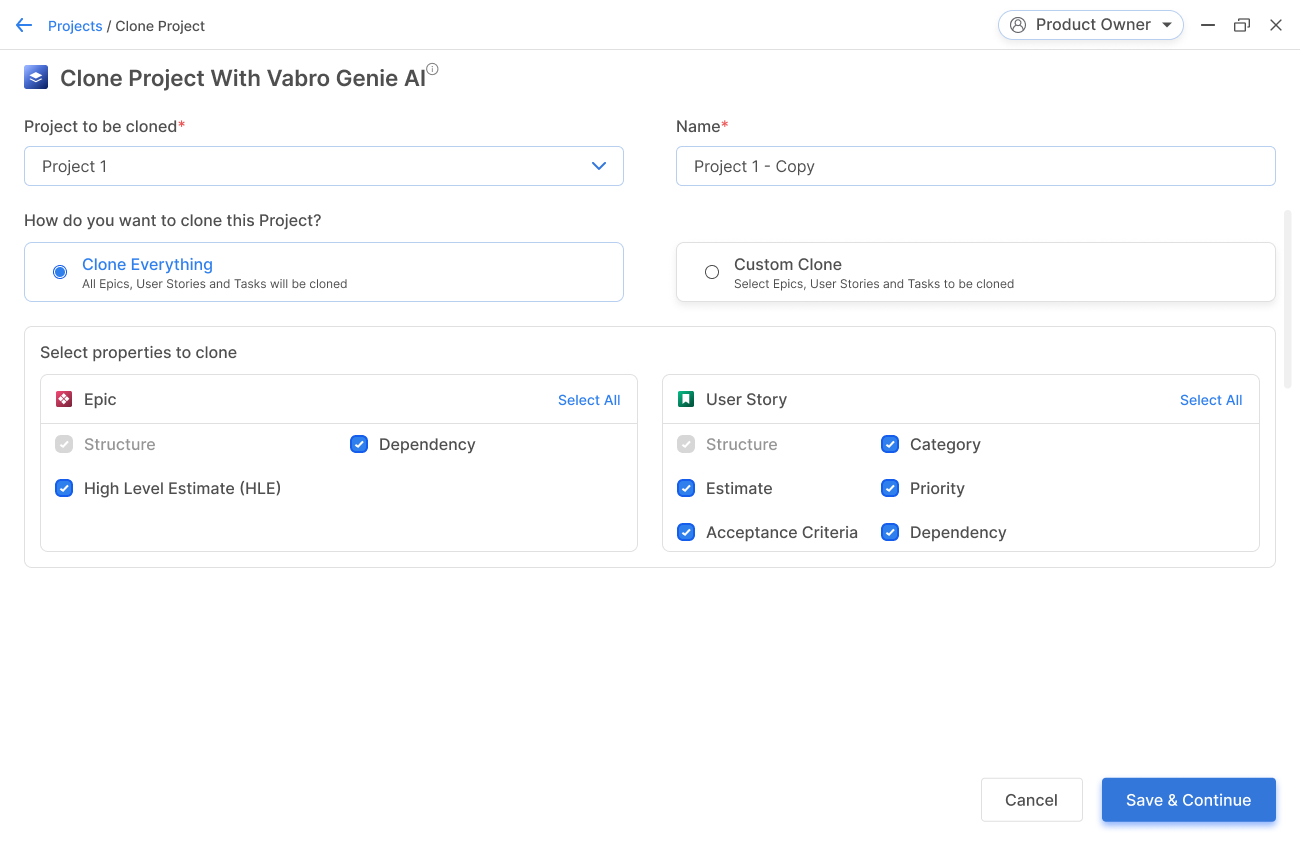 Projects / Clone Project
Product Owner
Clone Project With Vabro Genie AI
Project to be cloned*
Name*
Project 1
Project 1 - Copy
How do you want to clone this Project?
Clone Everything
All Epics, User Stories and Tasks will be cloned
Custom Clone
Select Epics, User Stories and Tasks to be cloned
Select properties to clone
Epic
Select All
Structure
Dependency
High Level Estimate (HLE)
User Story
Select All
Structure
Category
Estimate
Priority
Acceptance Criteria
Dependency
Cancel
Save & Continue